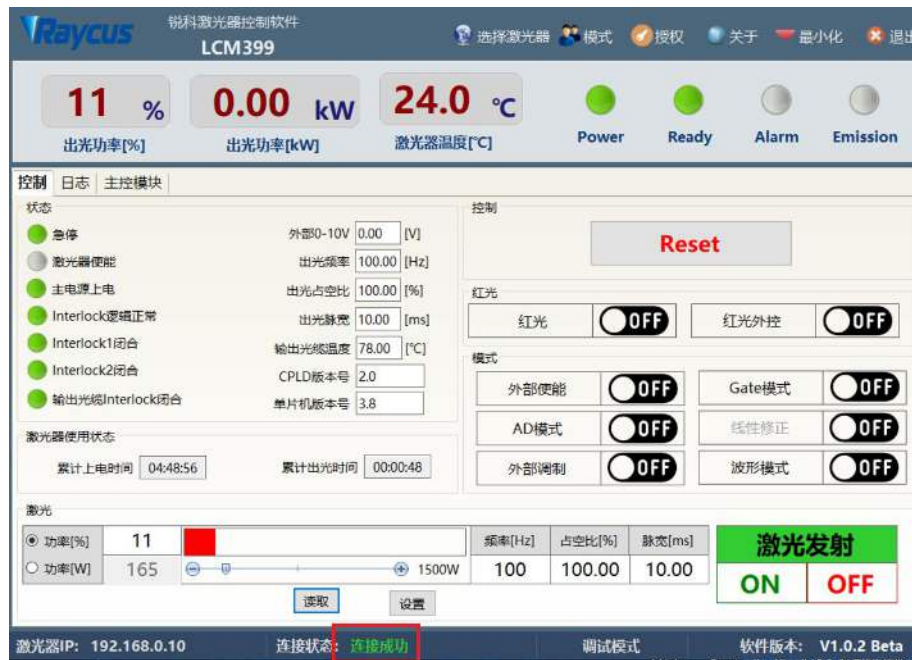 Raycus
锐科激光器控制软件
LCM399
选择激光器 模式 授权 关于 最小化 退出
11 % 0.00 kW 24.0 ℃
出光功率[%] 出光功率[kW] 激光器温度[℃] Power Ready Alarm Emission
控制 日志 主控模块
状态
急停
激光器使能
主电源上电
Interlock逻辑正常
Interlock1闭合
Interlock2闭合
输出光缆Interlock闭合
外部0-10V 0.00 [V]
出光频率 100.00 [Hz]
出光占空比 100.00 [%]
出光脉宽 10.00 [ms]
输出光缆温度 78.00 [℃]
CPLD版本号 2.0
单片机版本号 3.8
激光器使用状态
累计上电时间 04:48:56 累计出光时间 00:00:48
控制
Reset
红光
红光 OFF 红光外控 OFF
模式
外部使能 OFF Gate模式 OFF
AD模式 OFF 线性修正 OFF
外部调制 OFF 波形模式 OFF
激光
功率[%] 11
功率[W] 165 1500W
读取 设置
频率[Hz] 占空比[%] 脉宽[ms]
100 100.00 10.00
激光发射
ON OFF
激光器IP: 192.168.0.10 连接状态: 连接成功 调试模式 软件版本: V1.0.2 Beta